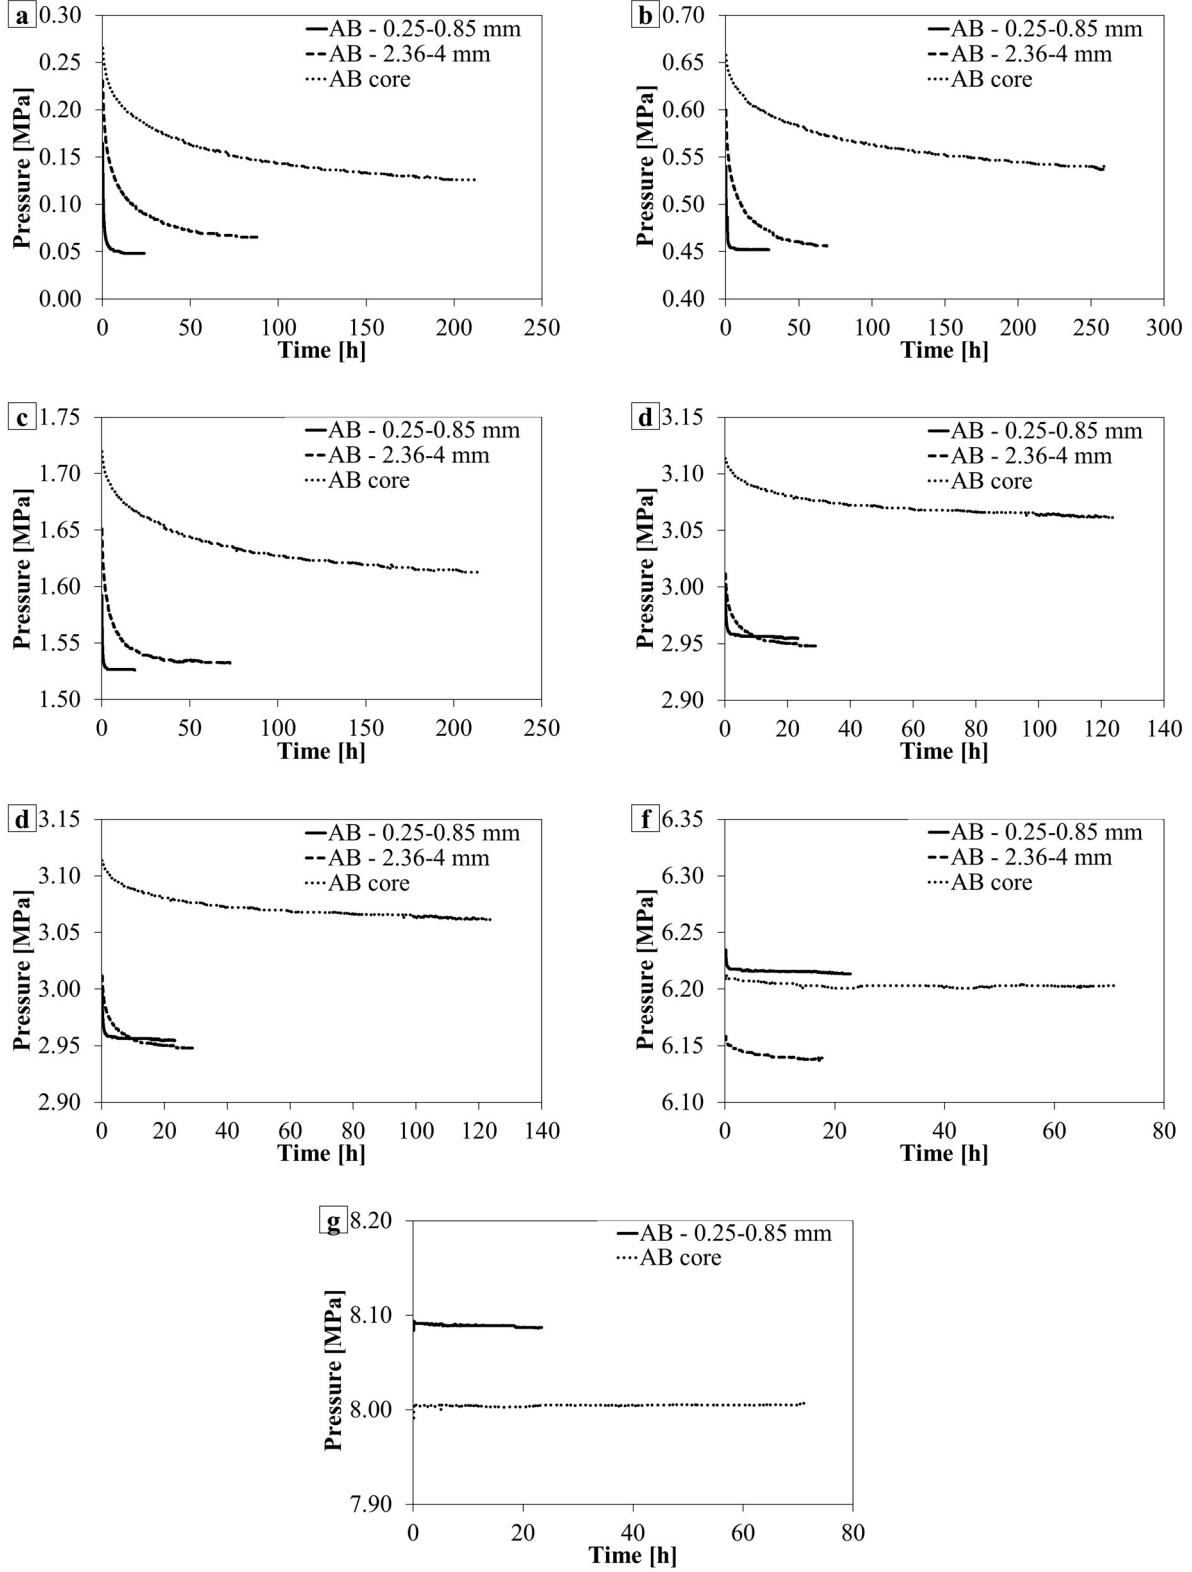 a
0.30
0.25
0.20
0.15
0.10
0.05
0.00
Pressure [MPa]
AB - 0.25-0.85 mm
AB - 2.36-4 mm
AB core
0 50 100 150 200 250
Time [h]
b
0.70
0.65
0.60
0.55
0.50
0.45
0.40
Pressure [MPa]
AB - 0.25-0.85 mm
AB - 2.36-4 mm
AB core
0 50 100 150 200 250 300
Time [h]
c
1.75
1.70
1.65
1.60
1.55
1.50
Pressure [MPa]
AB - 0.25-0.85 mm
AB - 2.36-4 mm
AB core
0 50 100 150 200 250
Time [h]
d
3.15
3.10
3.05
3.00
2.95
2.90
Pressure [MPa]
AB - 0.25-0.85 mm
AB - 2.36-4 mm
AB core
0 20 40 60 80 100 120 140
Time [h]
d
3.15
3.10
3.05
3.00
2.95
2.90
Pressure [MPa]
AB - 0.25-0.85 mm
AB - 2.36-4 mm
AB core
0 20 40 60 80 100 120 140
Time [h]
f
6.35
6.30
6.25
6.20
6.15
6.10
Pressure [MPa]
AB - 0.25-0.85 mm
AB - 2.36-4 mm
AB core
0 20 40 60 80
Time [h]
g
8.20
8.10
8.00
7.90
Pressure [MPa]
AB - 0.25-0.85 mm
AB core
0 20 40 60 80
Time [h]